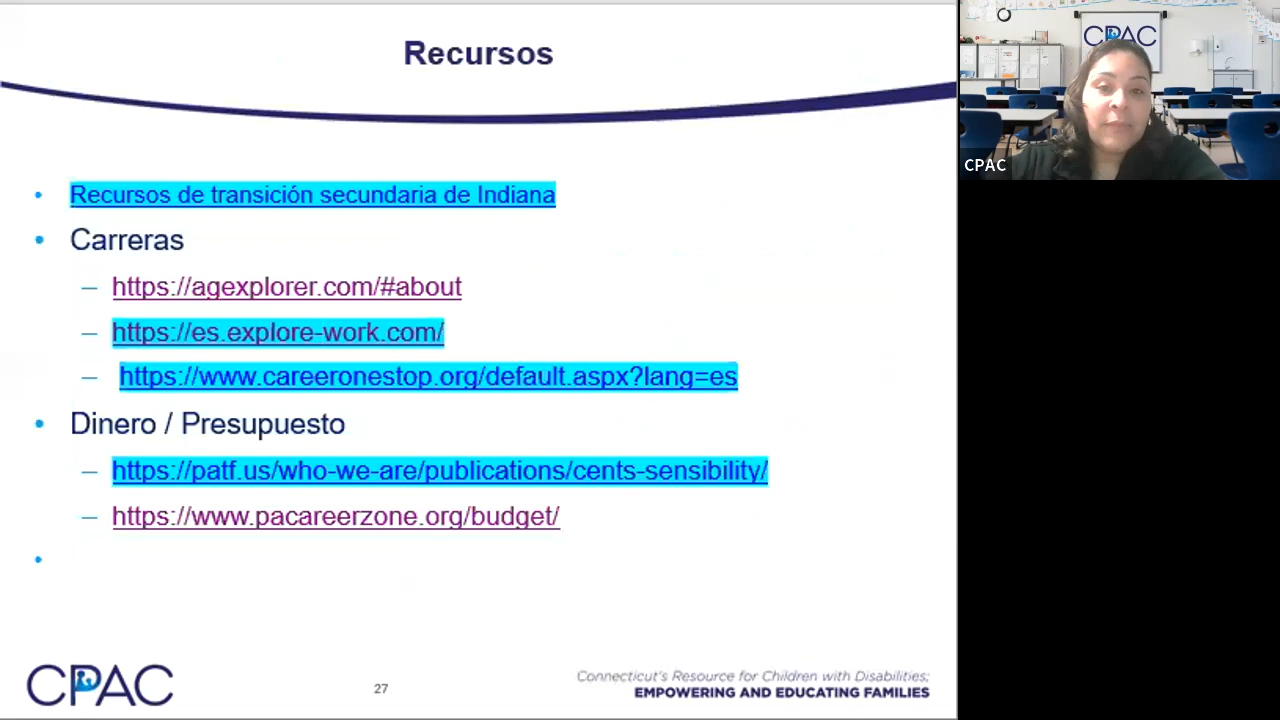 Recursos
Recursos de transición secundaria de Indiana
Carreras
https://agexplorer.com/#about
https://es.explore-work.com/
https://www.careeronestop.org/default.aspx?lang=es
Dinero / Presupuesto
https://patf.us/who-we-are/publications/cents-sensibility/
https://www.pacareerzone.org/budget/
CPAC
27
Connecticut's Resource for Children with Disabilities;
EMPOWERING AND EDUCATING FAMILIES
CPAC
CPAC